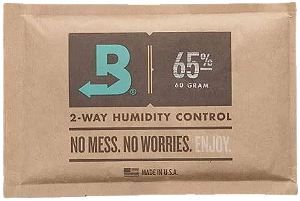 B®
65%
60 GRAM
2-WAY HUMIDITY CONTROL
NO MESS. NO WORRIES. ENJOY.
MADE IN U.S.A.